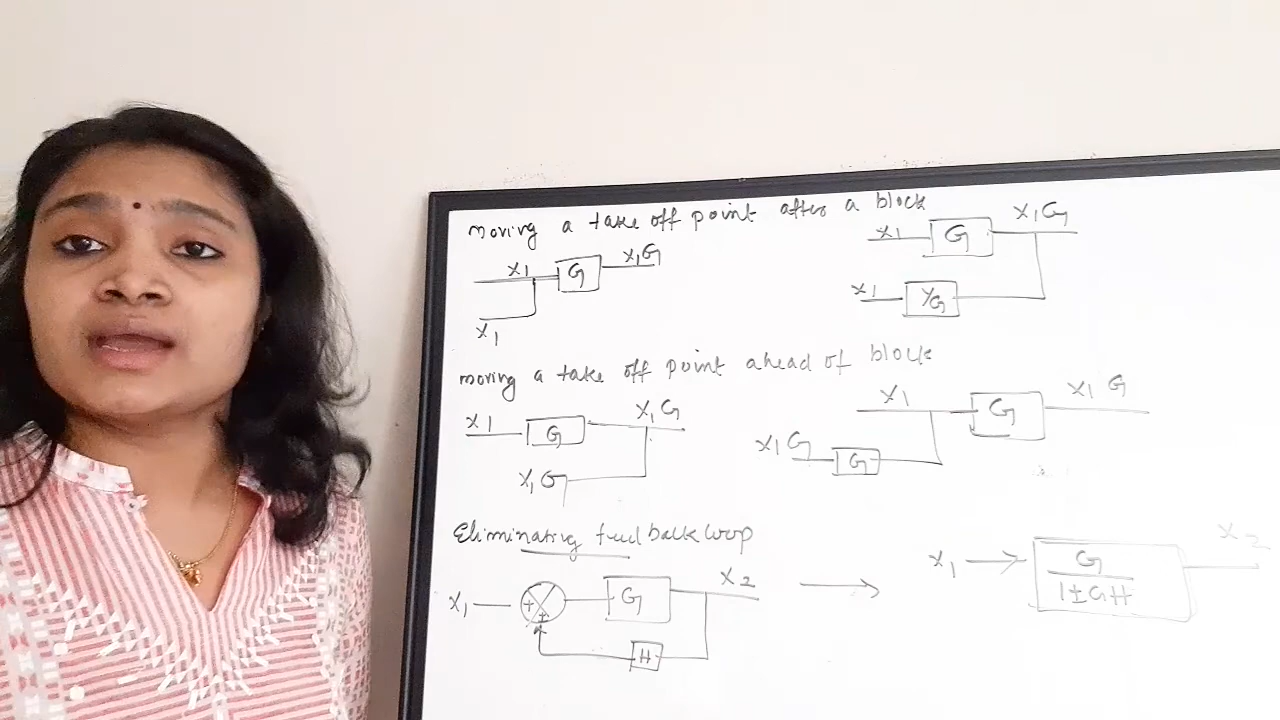 moving a take off point after a block
X1 G X1G
X1
X1 G X1G
X1 1/G
moving a take off point ahead of block
X1 G X1G
X1G
X1 G X1G
X1G G
Eliminating feed back loop
X1 + ± G X2
H
X1 → G/1±GH X2